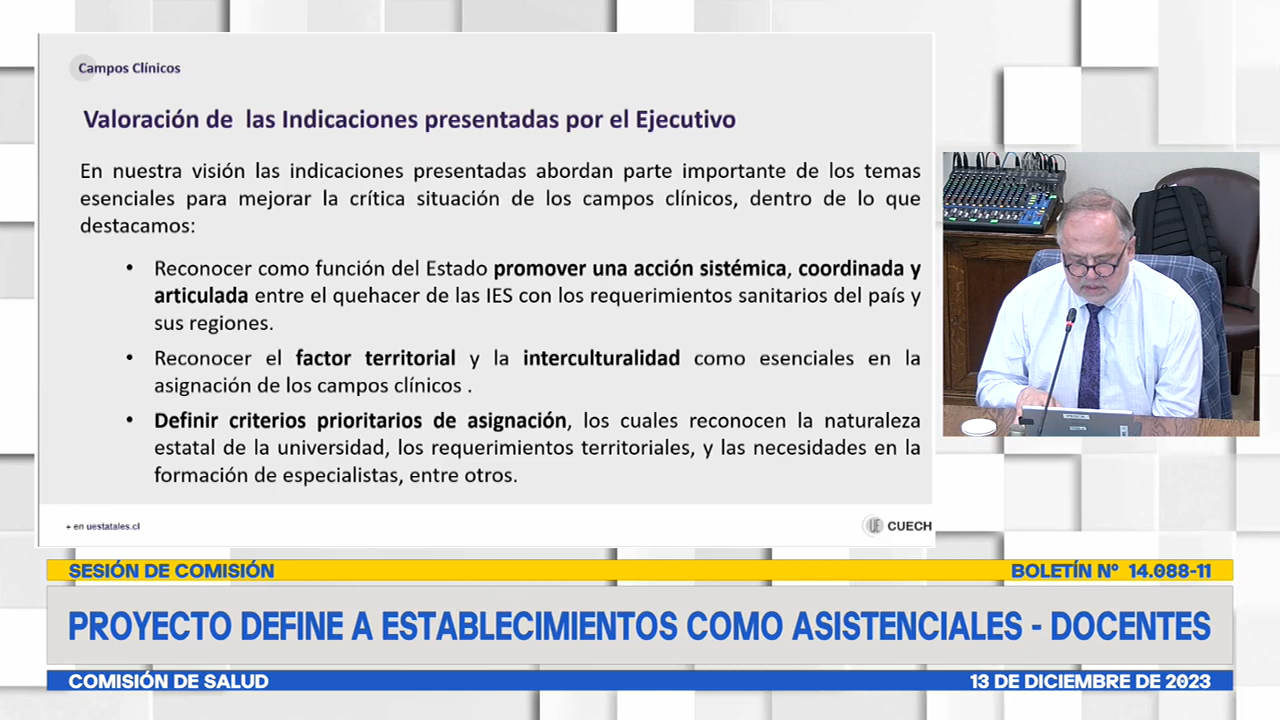 Campos Clínicos
Valoración de las Indicaciones presentadas por el Ejecutivo
En nuestra visión las indicaciones presentadas abordan parte importante de los temas
esenciales para mejorar la crítica situación de los campos clínicos, dentro de lo que
destacamos:
• Reconocer como función del Estado promover una acción sistémica, coordinada y
articulada entre el quehacer de las IES con los requerimientos sanitarios del país y
sus regiones.
• Reconocer el factor territorial y la interculturalidad como esenciales en la
asignación de los campos clínicos .
• Definir criterios prioritarios de asignación, los cuales reconocen la naturaleza
estatal de la universidad, los requerimientos territoriales, y las necesidades en la
formación de especialistas, entre otros.
+ en uestatales.cl
UE CUECH
SESIÓN DE COMISIÓN
BOLETÍN N° 14.088-11
PROYECTO DEFINE A ESTABLECIMIENTOS COMO ASISTENCIALES - DOCENTES
COMISIÓN DE SALUD
13 DE DICIEMBRE DE 2023